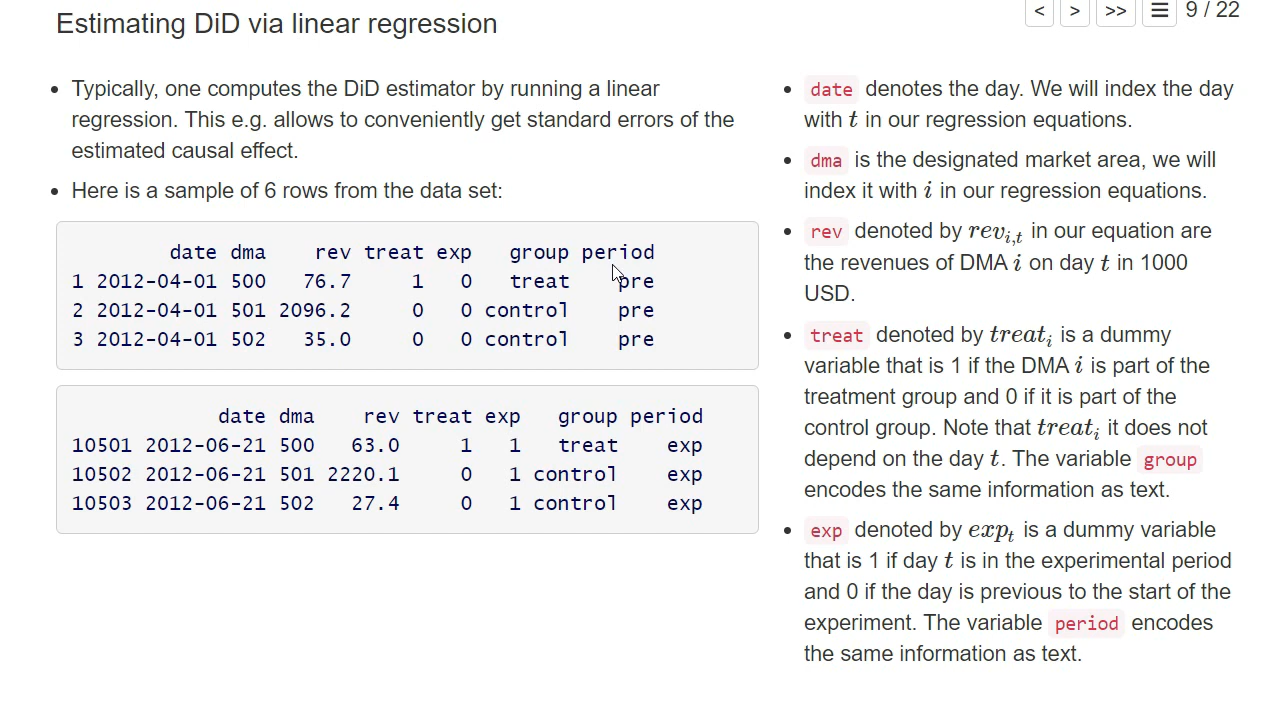 Estimating DiD via linear regression
< > >> ☰ 9 / 22
• Typically, one computes the DiD estimator by running a linear
regression. This e.g. allows to conveniently get standard errors of the
estimated causal effect.
• Here is a sample of 6 rows from the data set:
date dma rev treat exp group period
1 2012-04-01 500 76.7 1 0 treat pre
2 2012-04-01 501 2096.2 0 0 control pre
3 2012-04-01 502 35.0 0 0 control pre
date dma rev treat exp group period
10501 2012-06-21 500 63.0 1 1 treat exp
10502 2012-06-21 501 2220.1 0 1 control exp
10503 2012-06-21 502 27.4 0 1 control exp
• date denotes the day. We will index the day
with t in our regression equations.
• dma is the designated market area, we will
index it with i in our regression equations.
• rev denoted by rev_{i,t} in our equation are
the revenues of DMA i on day t in 1000
USD.
• treat denoted by treat_i is a dummy
variable that is 1 if the DMA i is part of the
treatment group and 0 if it is part of the
control group. Note that treat_i it does not
depend on the day t. The variable group
encodes the same information as text.
• exp denoted by exp_t is a dummy variable
that is 1 if day t is in the experimental period
and 0 if the day is previous to the start of the
experiment. The variable period encodes
the same information as text.